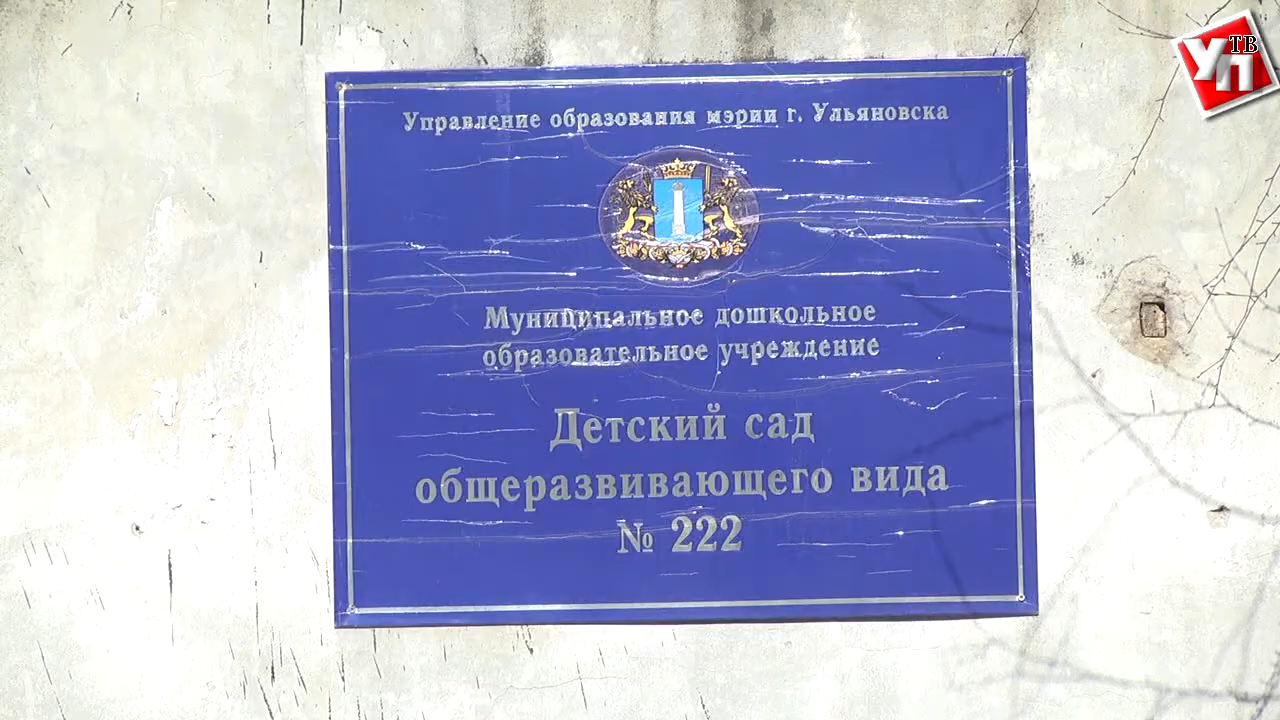 УП ТВ
Управление образования мэрии г. Ульяновска
Муниципальное дошкольное
образовательное учреждение
Детский сад
общеразвивающего вида
№ 222